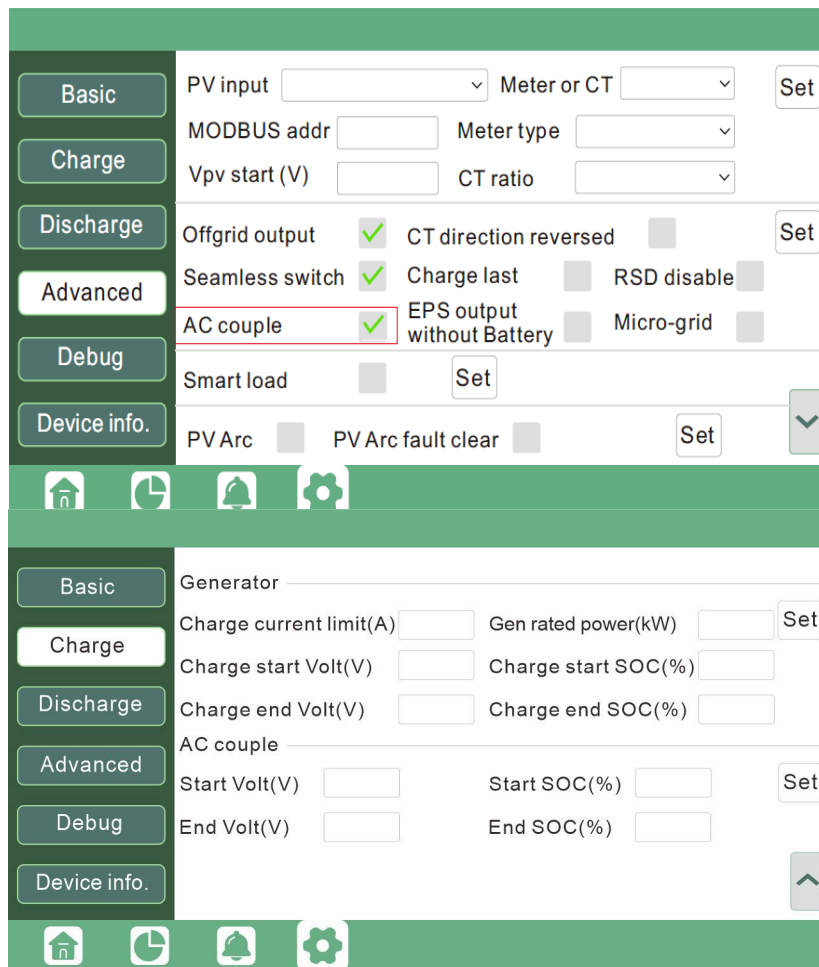 Basic
Charge
Discharge
Advanced
Debug
Device info.
PV input Meter or CT Set
MODBUS addr Meter type
Vpv start (V) CT ratio
Offgrid output CT direction reversed Set
Seamless switch Charge last RSD disable
AC couple EPS output without Battery Micro-grid
Smart load Set
PV Arc PV Arc fault clear Set
Basic
Charge
Discharge
Advanced
Debug
Device info.
Generator
Charge current limit(A) Gen rated power(kW) Set
Charge start Volt(V) Charge start SOC(%)
Charge end Volt(V) Charge end SOC(%)
AC couple
Start Volt(V) Start SOC(%) Set
End Volt(V) End SOC(%)